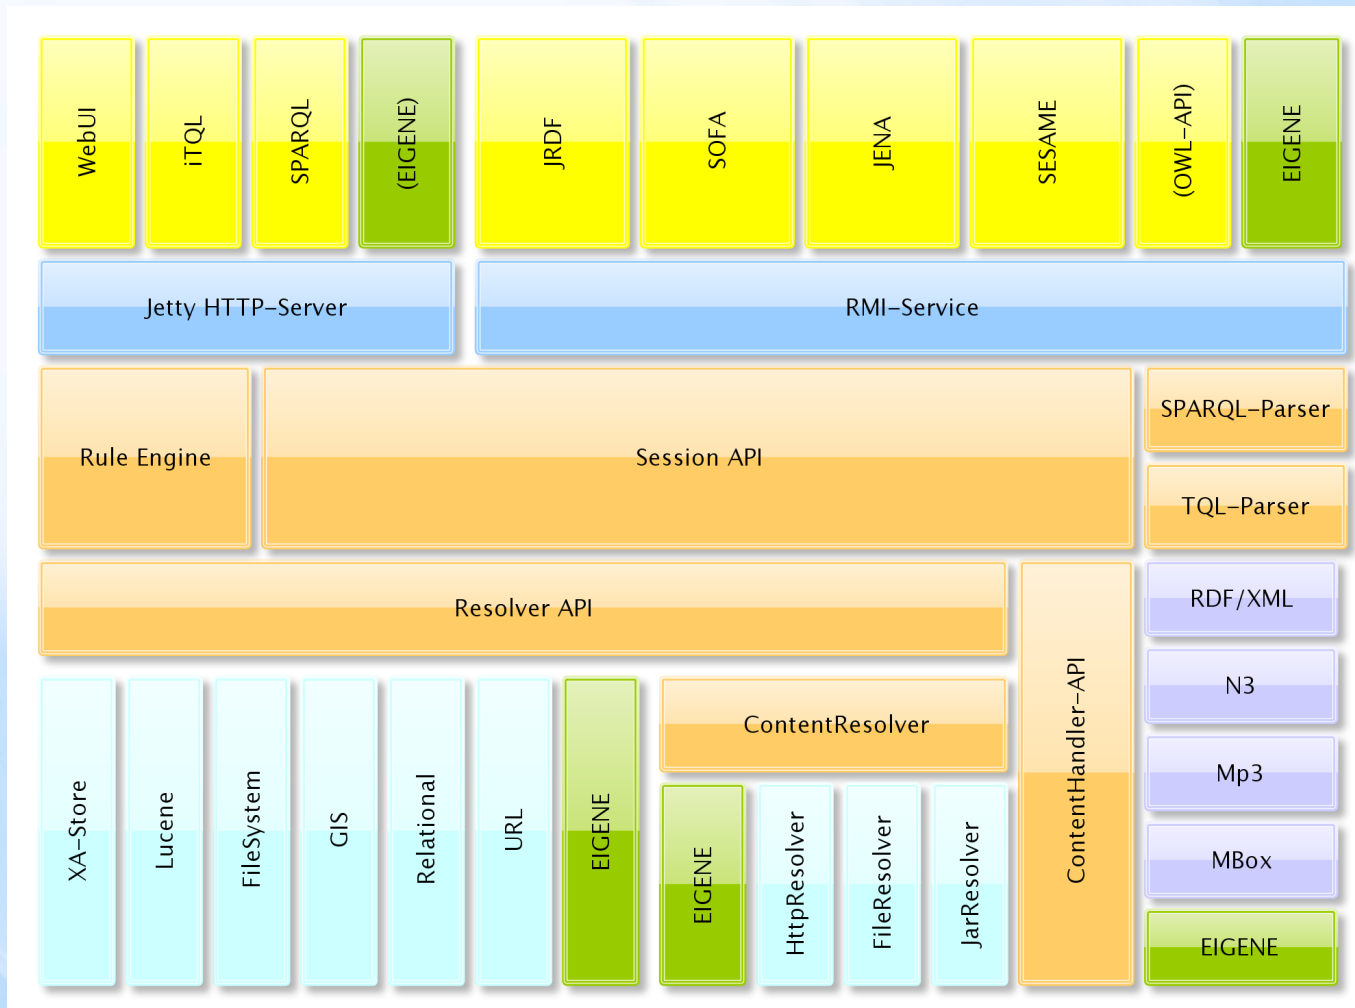 WebUI
iTQL
SPARQL
(EIGENE)
JRDF
SOFA
JENA
SESAME
(OWL-API)
EIGENE
Jetty HTTP-Server
RMI-Service
Rule Engine
Session API
SPARQL-Parser
TQL-Parser
Resolver API
ContentHandler-API
RDF/XML
N3
Mp3
MBox
EIGENE
XA-Store
Lucene
FileSystem
GIS
Relational
URL
EIGENE
ContentResolver
EIGENE
HttpResolver
FileResolver
JarResolver